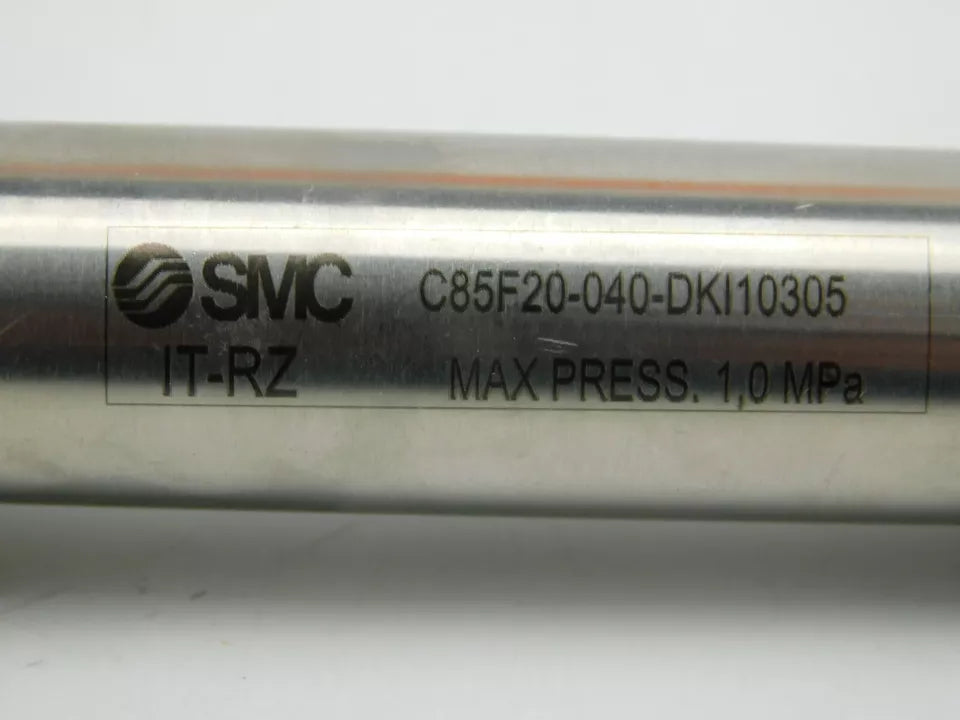 SMC C85F20-040-DKI10305
IT-RZ MAX PRESS. 1,0 MPa